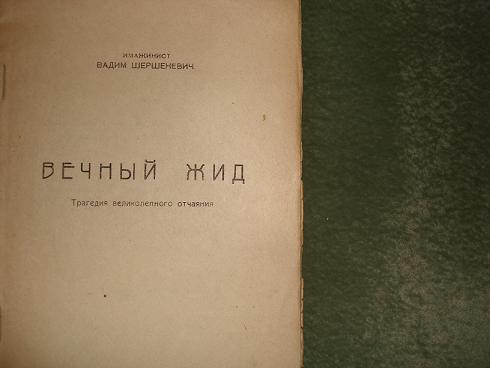 ИМАЖИНИСТ
ВАДИМ ШЕРШЕНЕВИЧ.
ВЕЧНЫЙ ЖИД
Трагедия великолепного отчаяния